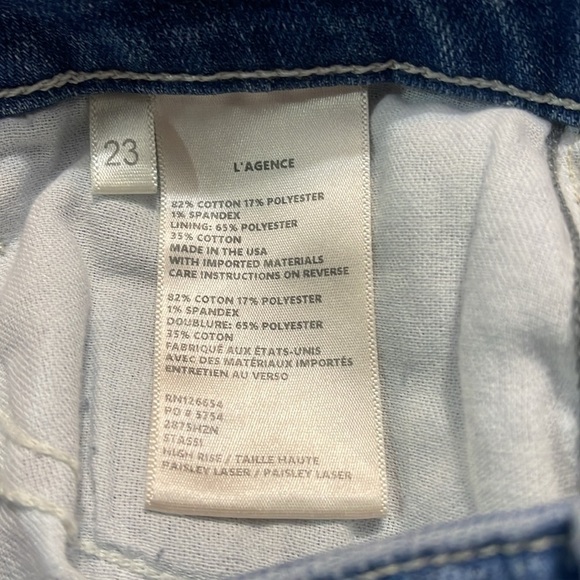 23
L'AGENCE
82% COTTON 17% POLYESTER
1% SPANDEX
LINING: 65% POLYESTER
35% COTTON
MADE IN THE USA
WITH IMPORTED MATERIALS
CARE INSTRUCTIONS ON REVERSE
82% COTON 17% POLYESTER
1% SPANDEX
DOUBLURE: 65% POLYESTER
35% COTON
FABRIQUÉ AUX ÉTATS-UNIS
AVEC DES MATÉRIAUX IMPORTÉS
ENTRETIEN AU VERSO
RN126654
PO # 5754
2875HZN
STASSI
HIGH RISE / TAILLE HAUTE
PAISLEY LASER / PAISLEY LASER